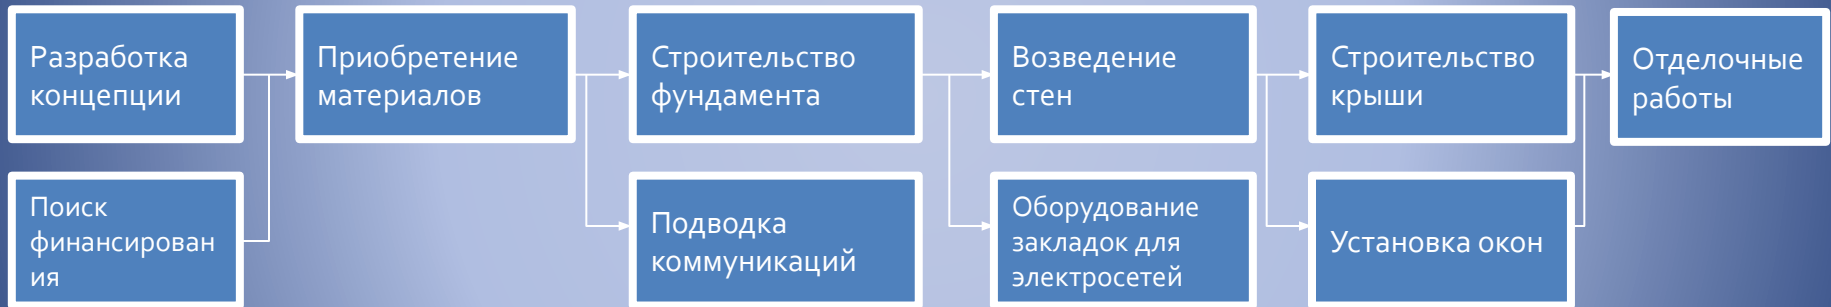 Разработка
концепции
Приобретение
материалов
Строительство
фундамента
Возведение
стен
Строительство
крыши
Отделочные
работы
Поиск
финансирован
ия
Подводка
коммуникаций
Оборудование
закладок для
электросетей
Установка окон